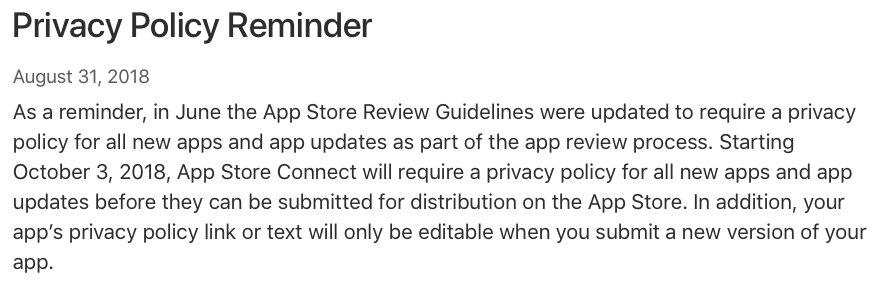 Privacy Policy Reminder
August 31, 2018
As a reminder, in June the App Store Review Guidelines were updated to require a privacy
policy for all new apps and app updates as part of the app review process. Starting
October 3, 2018, App Store Connect will require a privacy policy for all new apps and app
updates before they can be submitted for distribution on the App Store. In addition, your
app’s privacy policy link or text will only be editable when you submit a new version of your
app.